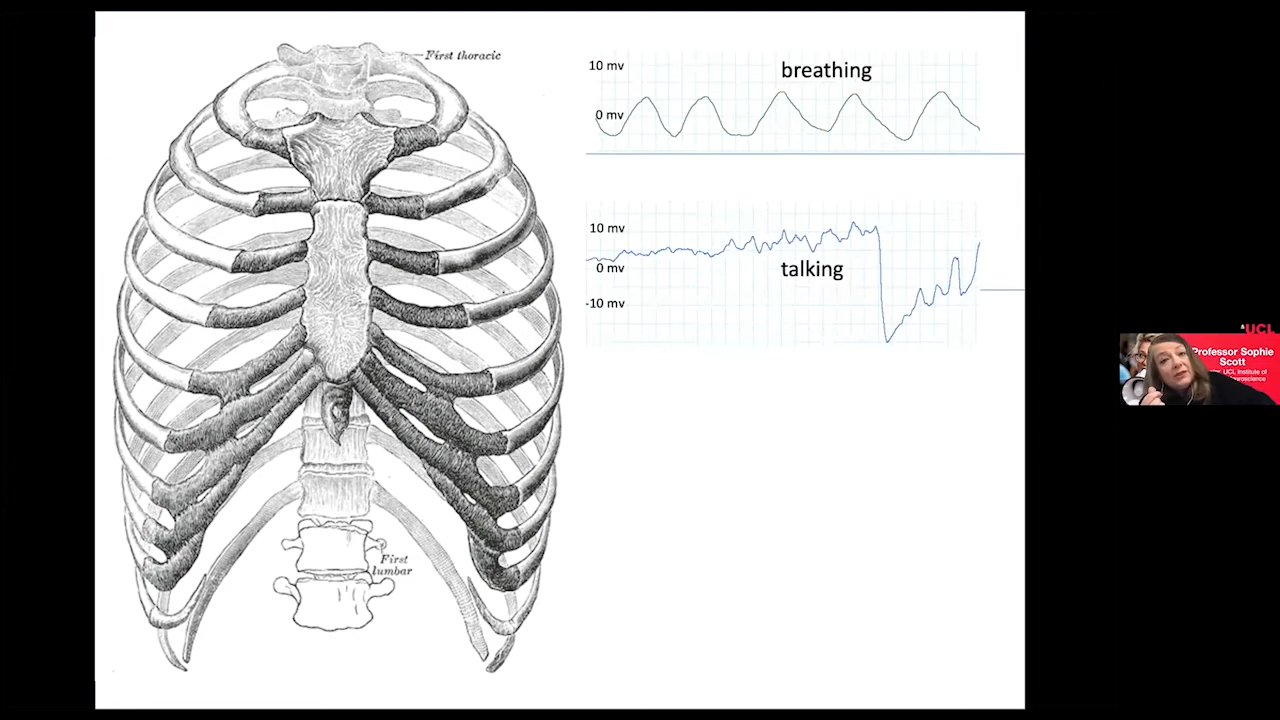 First thoracic
First
lumbar
10 mv
breathing
0 mv
10 mv
0 mv
talking
-10 mv
UCL
Professor Sophie
Scott
UCL, Institute of